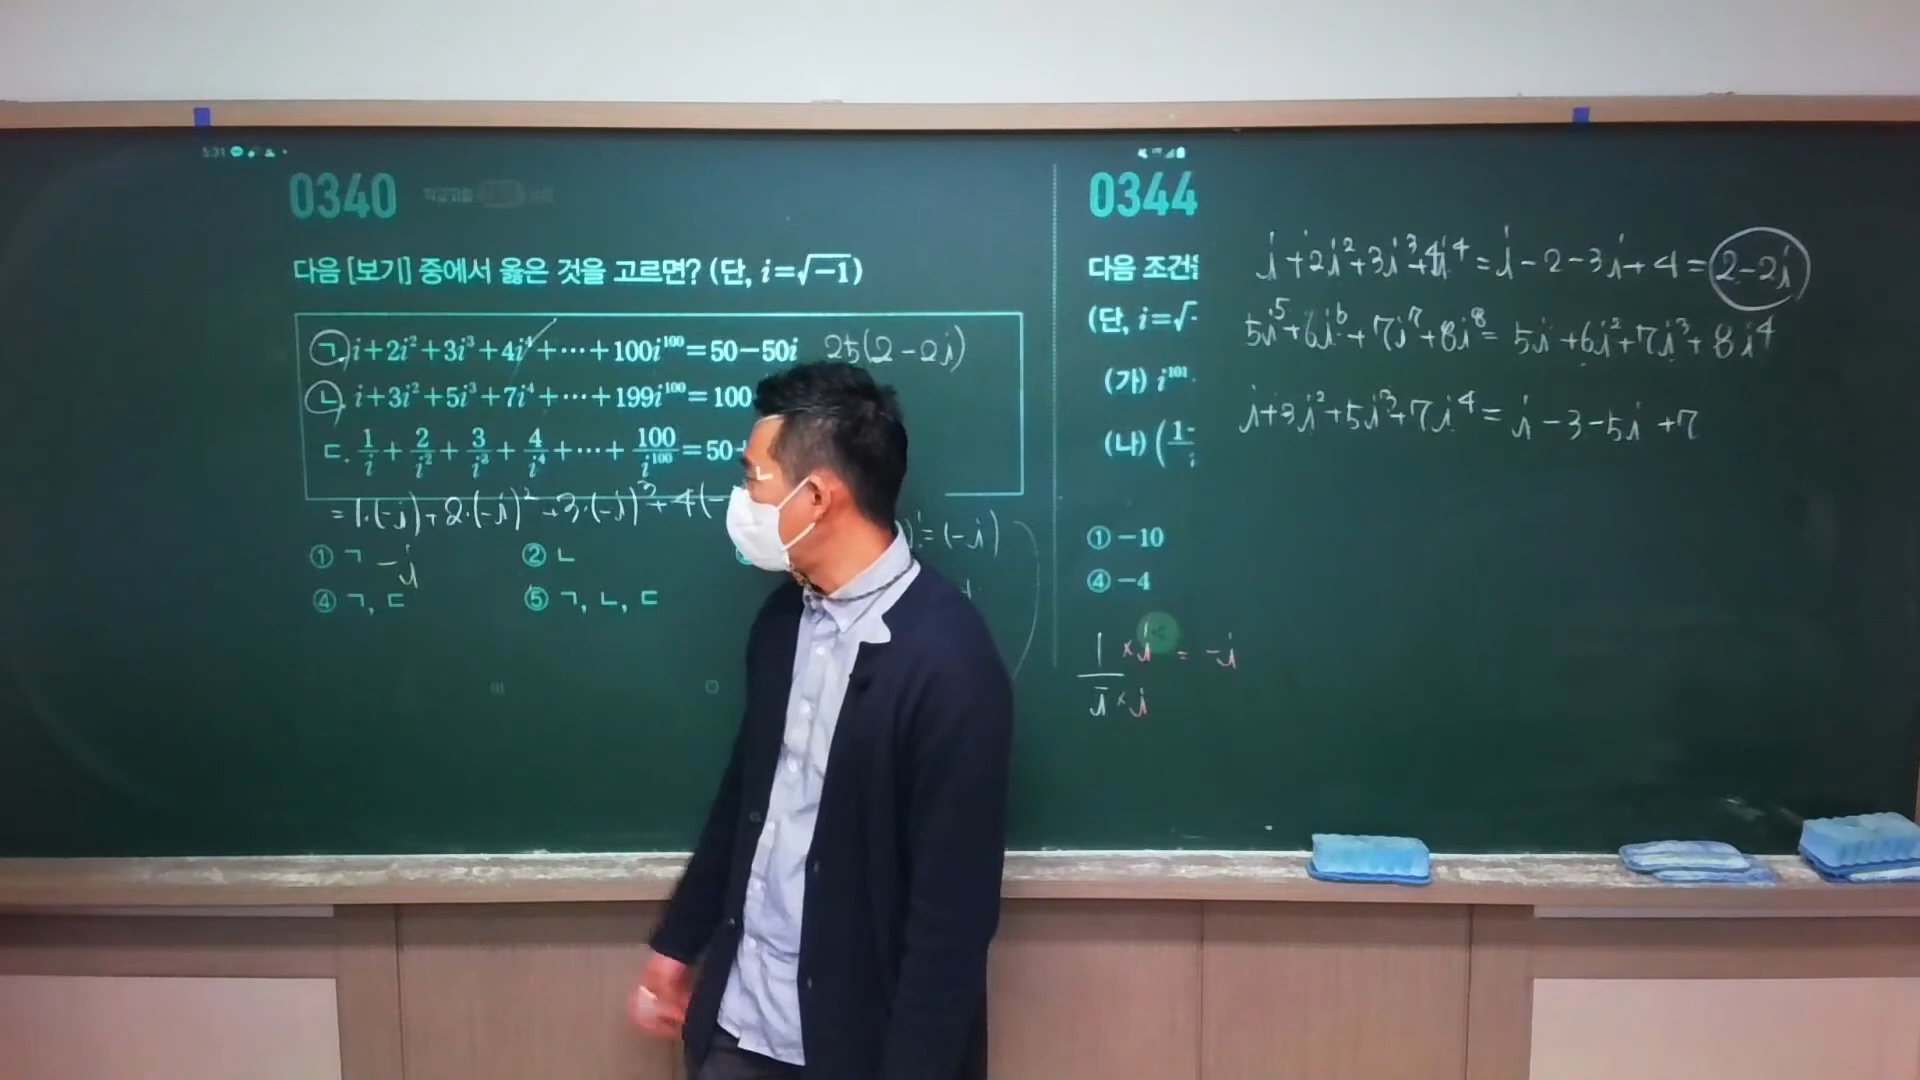 5:31
0340
다음 [보기] 중에서 옳은 것을 고르면? (단, i=√-1)
ㄱ. i+2i²+3i³+4i⁴+⋯+100i¹⁰⁰=50-50i 25(2-2i)
ㄴ. i+3i²+5i³+7i⁴+⋯+199i¹⁰⁰=100
ㄷ. 1/i+2/i²+3/i³+4/i⁴+⋯+100/i¹⁰⁰=50+
=1·(-i)+2·(-i)²+3·(-i)³+4(-
=(-i)
① ㄱ ② ㄴ
-i
④ ㄱ, ㄷ ⑤ ㄱ, ㄴ, ㄷ
0344
다음 조건
(단, i=√-
(가) i¹⁰¹
(나) (1-
① -10
④ -4
1×i/i×i = -i
i+2i²+3i³+4i⁴=i-2-3i+4=2-2i
5i⁵+6i⁶+7i⁷+8i⁸=5i+6i²+7i³+8i⁴
i+3i²+5i³+7i⁴=i-3-5i+7